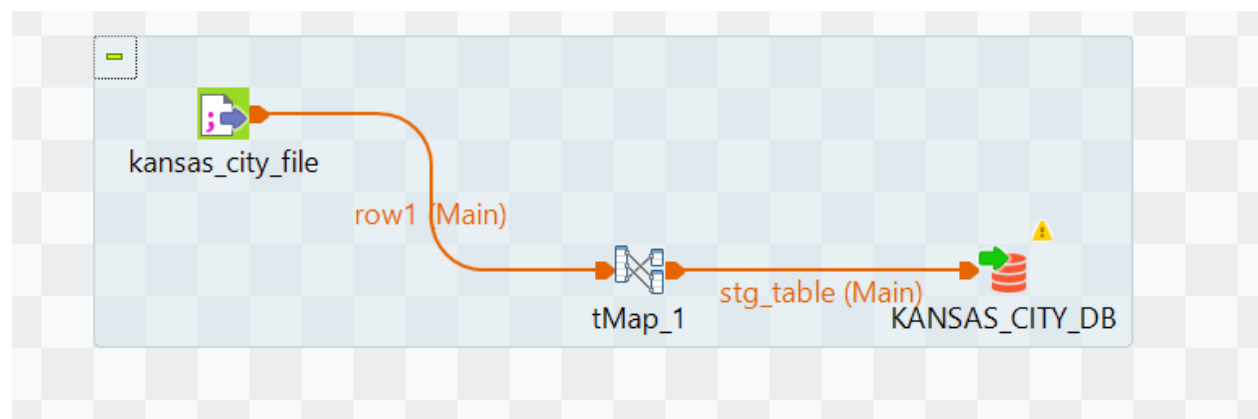 kansas_city_file
row1 (Main)
stg_table (Main)
tMap_1
KANSAS_CITY_DB